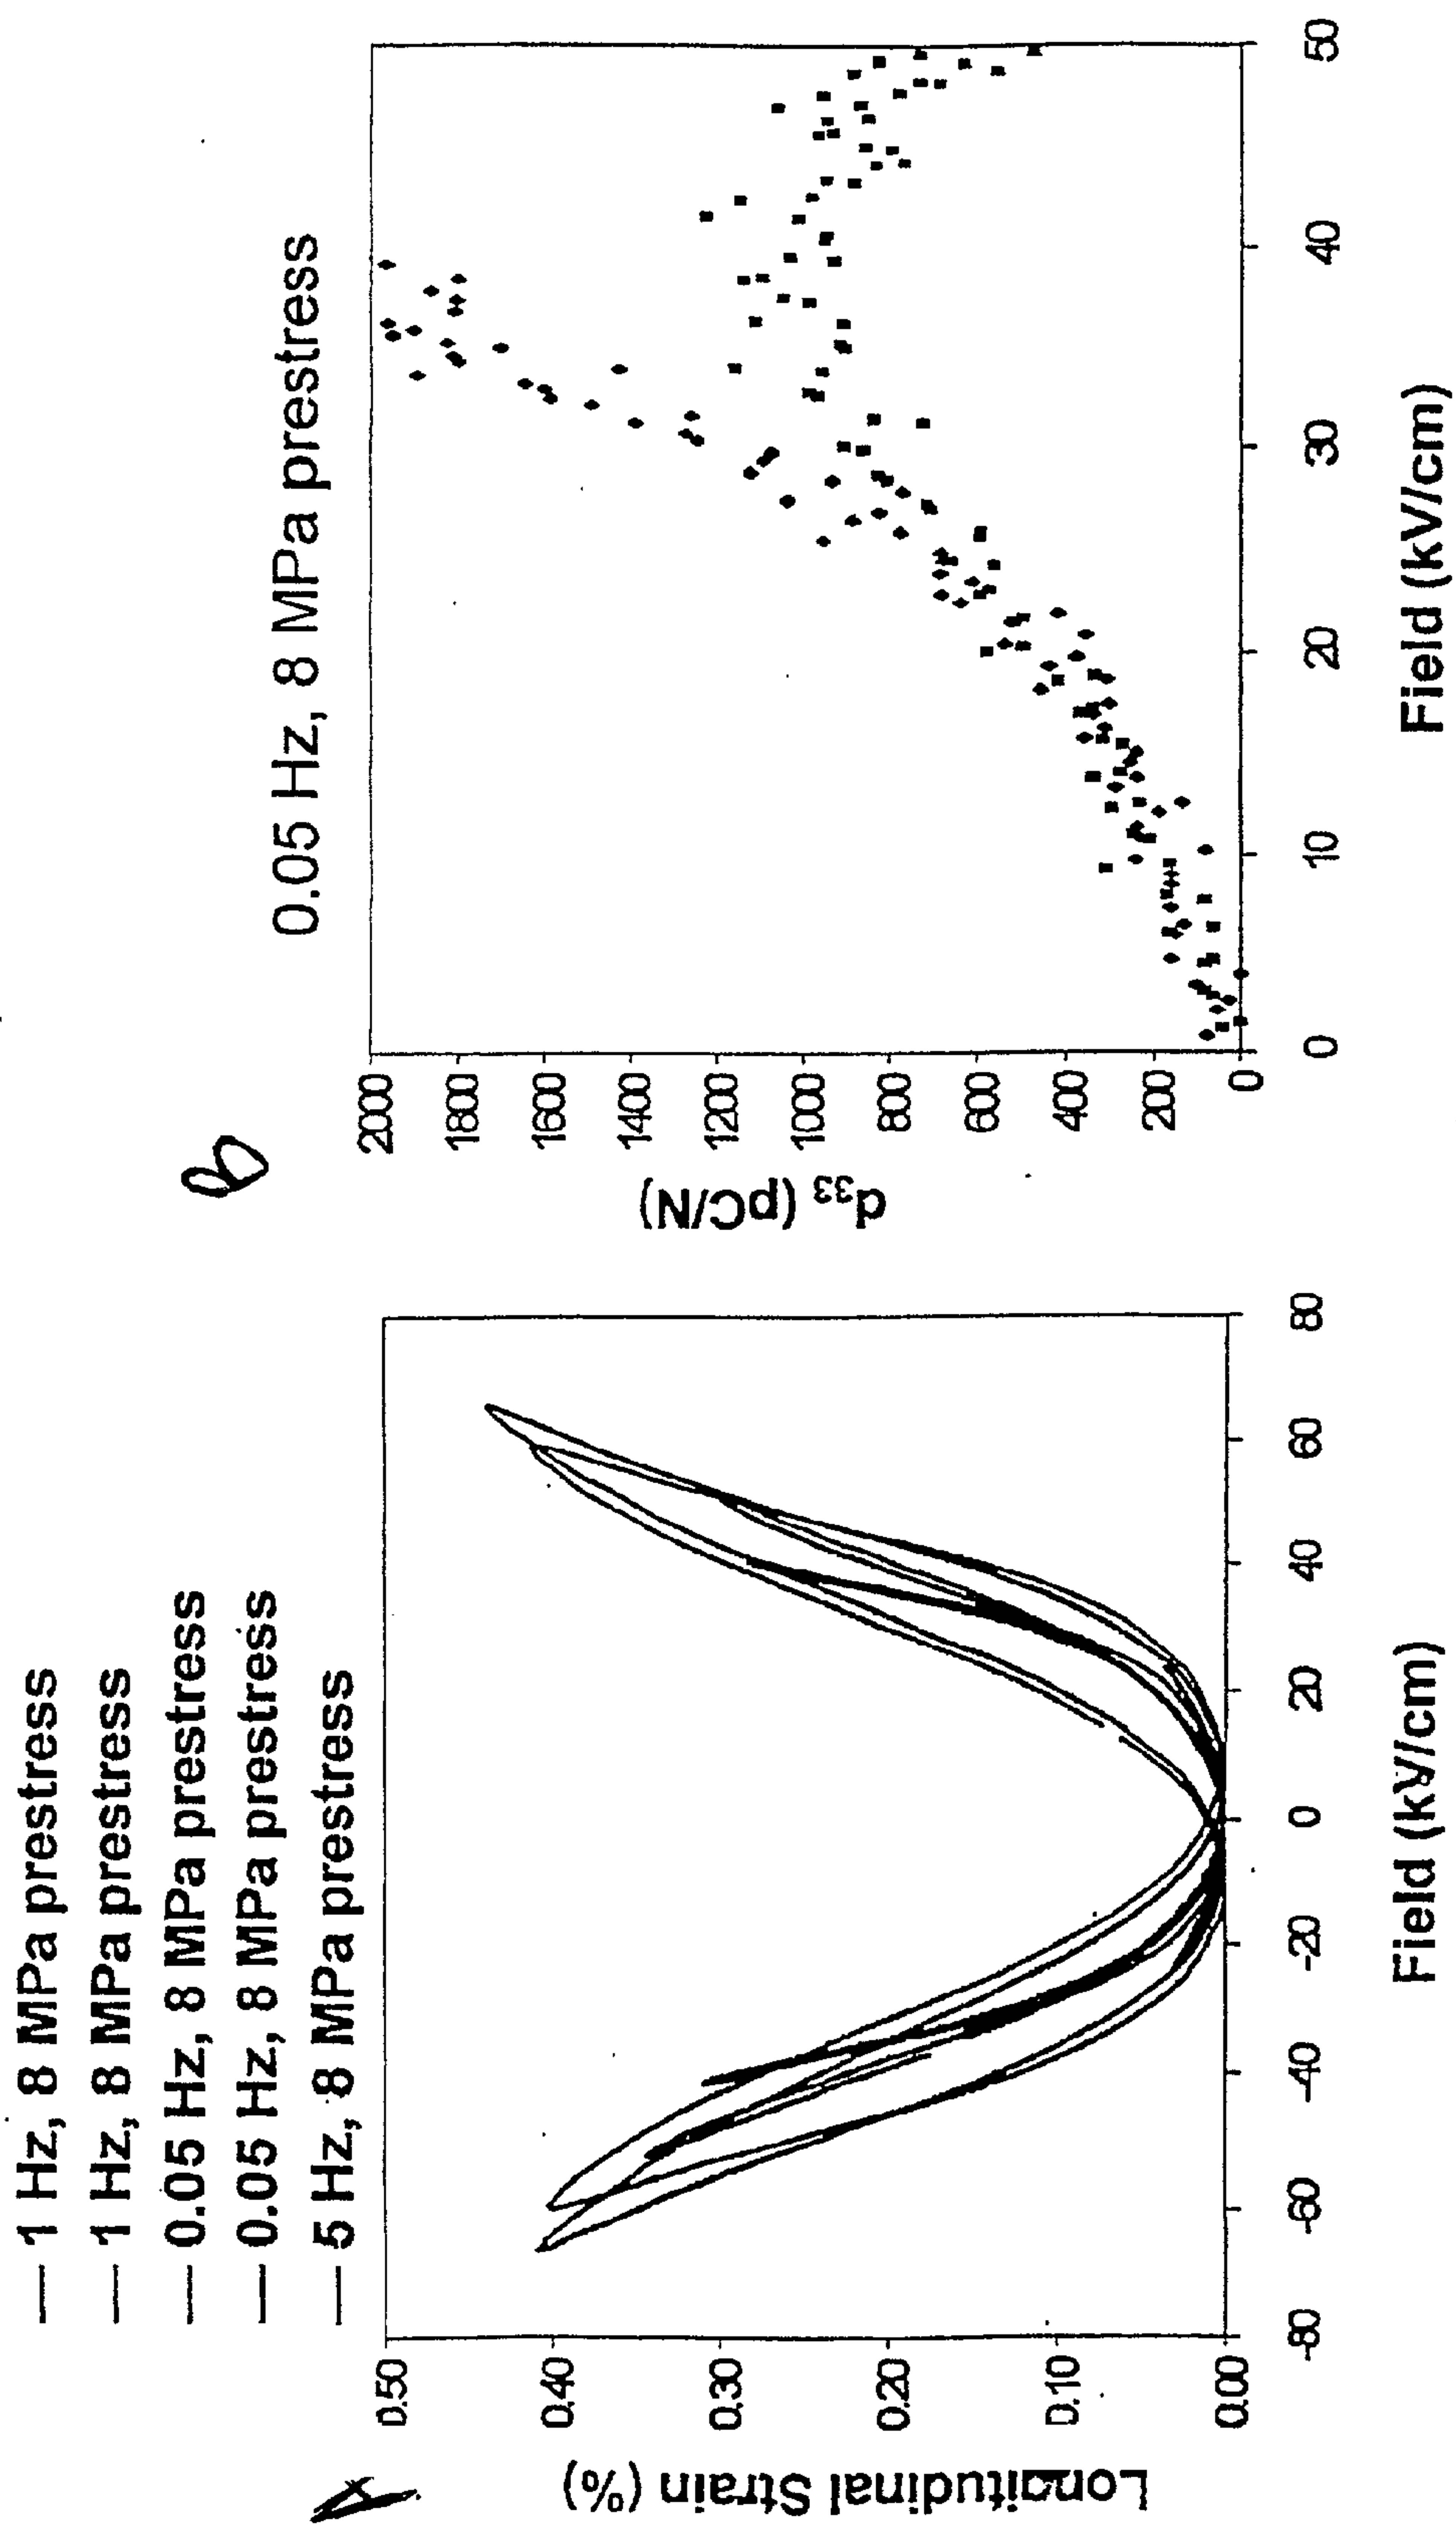 — 1 Hz, 8 MPa prestress
— 1 Hz, 8 MPa prestress
— 0.05 Hz, 8 MPa prestress
— 0.05 Hz, 8 MPa prestress
— 5 Hz, 8 MPa prestress
A
Longitudinal Strain (%)
0.50
0.40
0.30
0.20
0.10
0.00
-80 -60 -40 -20 0 20 40 60 80
Field (kV/cm)
B
0.05 Hz, 8 MPa prestress
d₃₃ (pC/N)
2000
1800
1600
1400
1200
1000
800
600
400
200
0
0 10 20 30 40 50
Field (kV/cm)